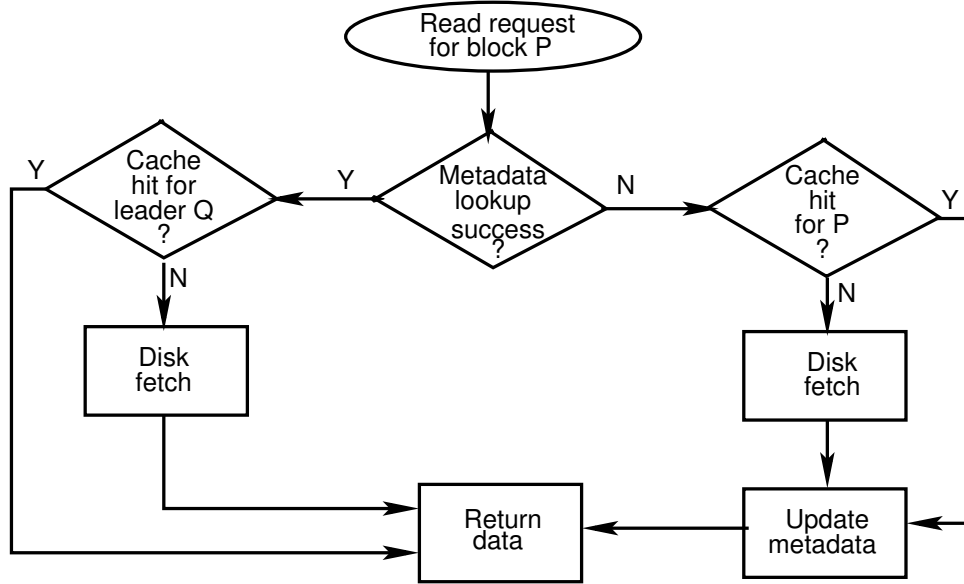 Read request
for block P
Cache
hit for
leader Q
?
Y
N
Metadata
lookup
success
?
Y
N
Cache
hit
for P
?
Y
N
Disk
fetch
Disk
fetch
Return
data
Update
metadata